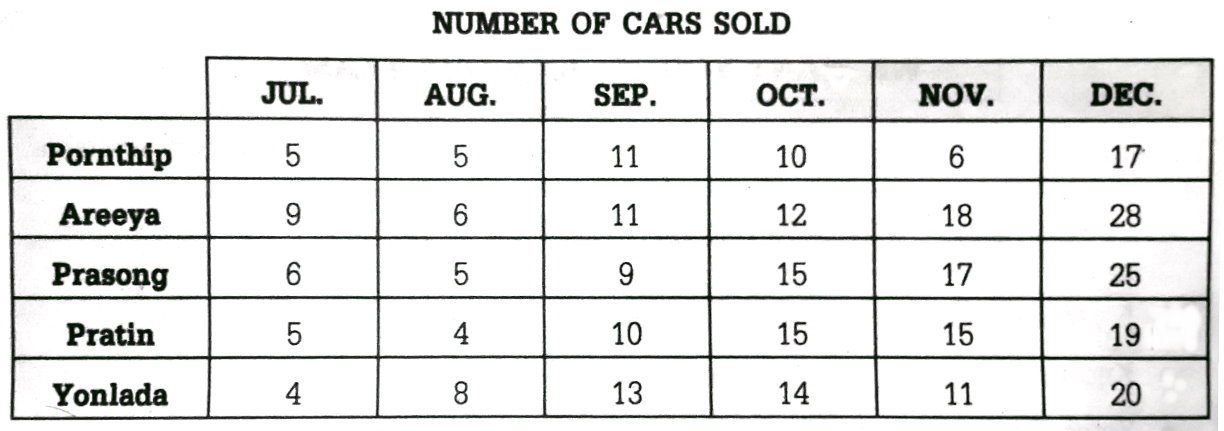 NUMBER OF CARS SOLD
JUL. AUG. SEP. OCT. NOV. DEC.
Pornthip 5 5 11 10 6 17
Areeya 9 6 11 12 18 28
Prasong 6 5 9 15 17 25
Pratin 5 4 10 15 15 19
Yonlada 4 8 13 14 11 20